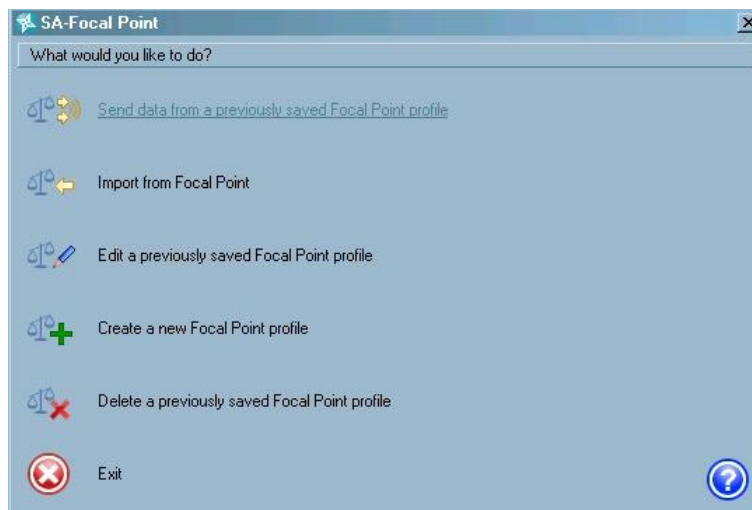 SA-Focal Point
What would you like to do?
Send data from a previously saved Focal Point profile
Import from Focal Point
Edit a previously saved Focal Point profile
Create a new Focal Point profile
Delete a previously saved Focal Point profile
Exit